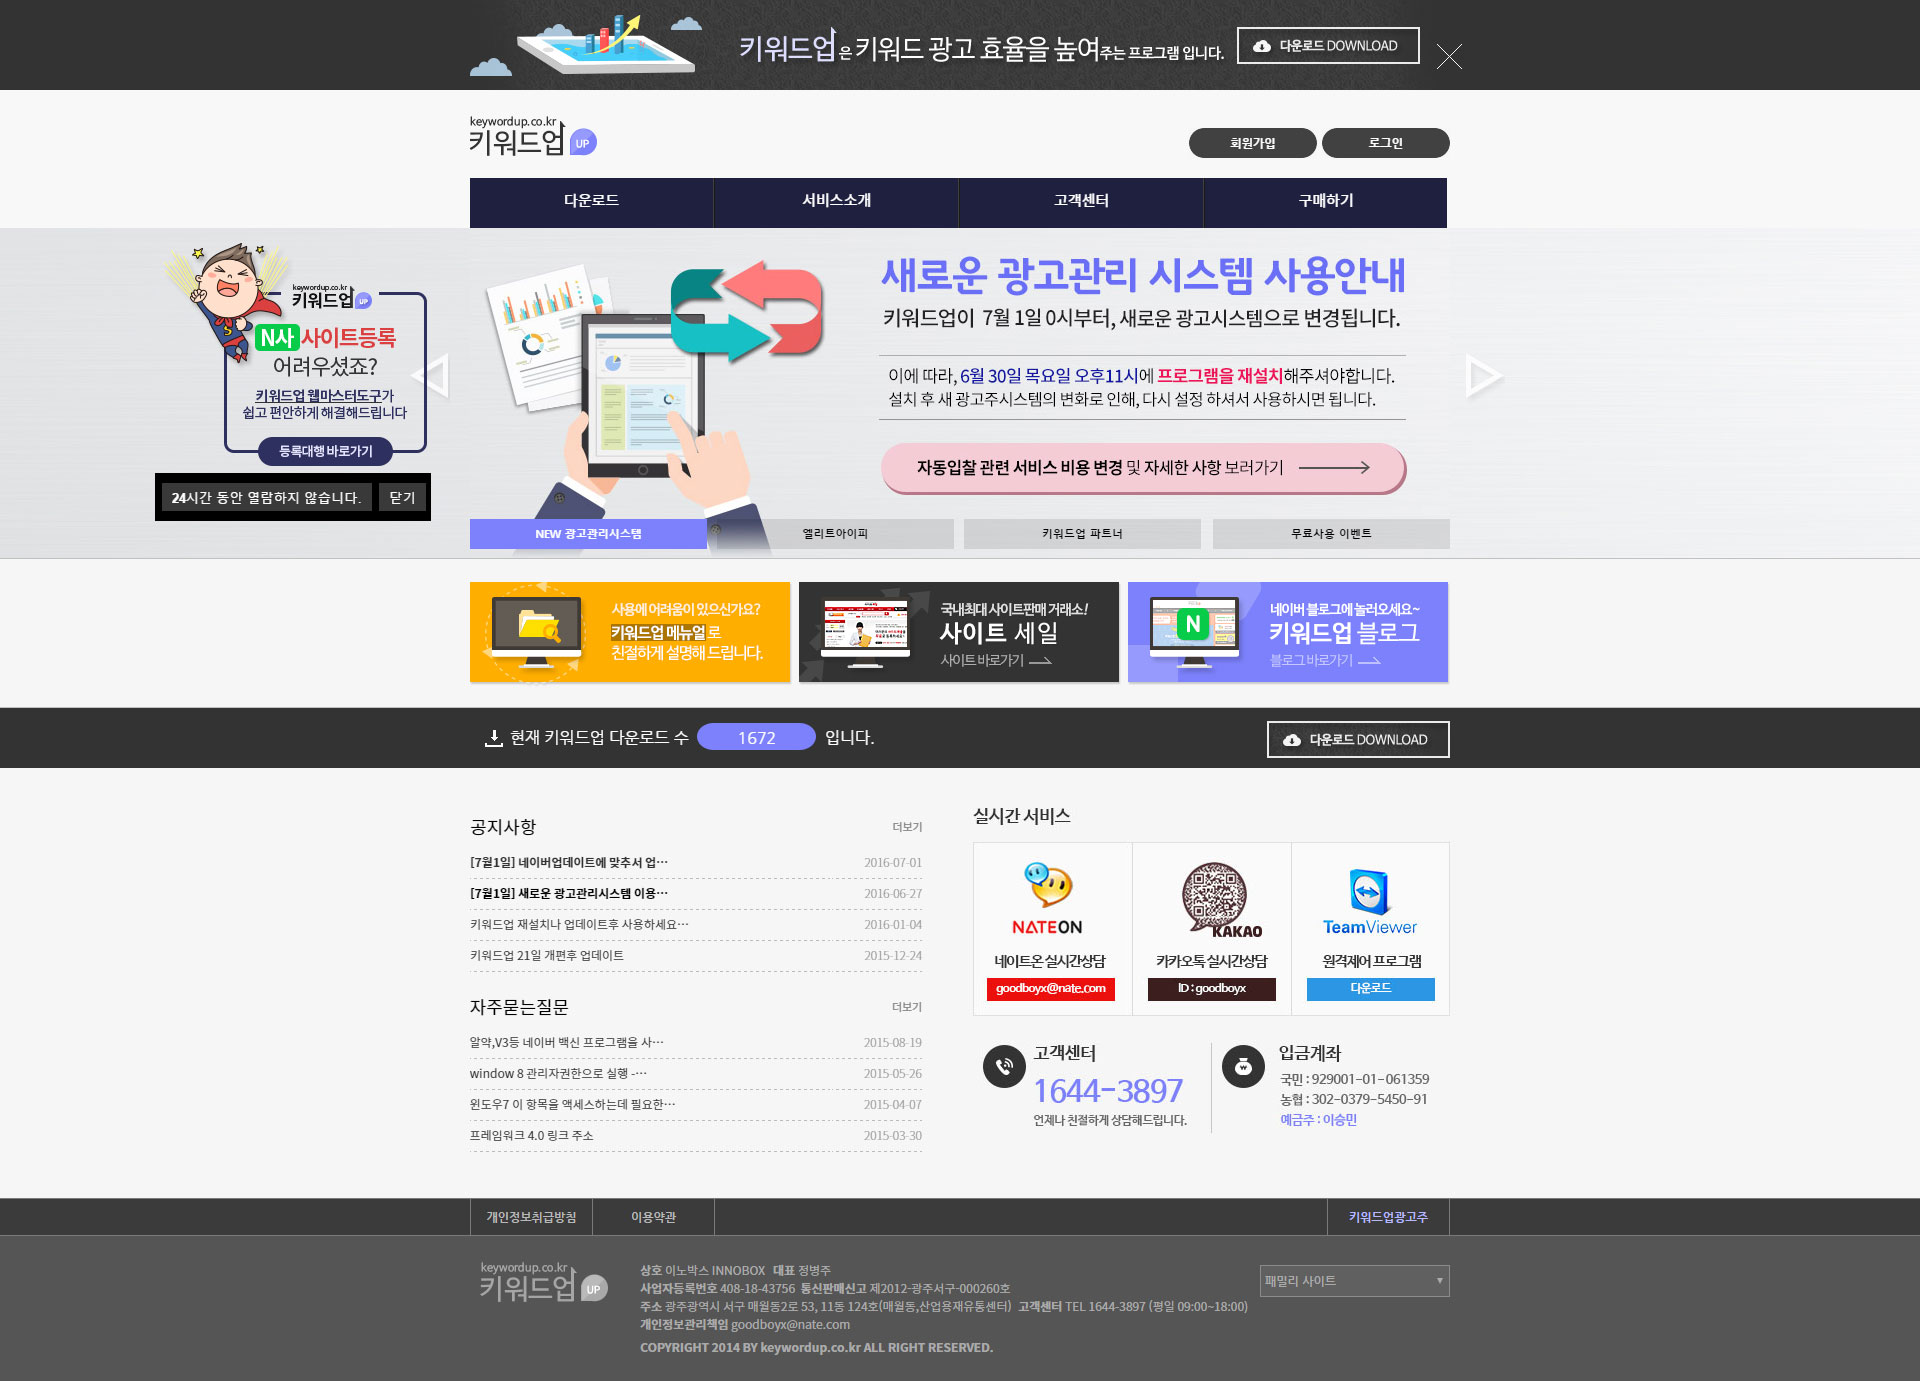 키워드업은 키워드 광고 효율을 높여주는 프로그램 입니다.
다운로드 DOWNLOAD
keywordup.co.kr
키워드업 UP
회원가입
로그인
다운로드
서비스소개
고객센터
구매하기
keywordup.co.kr
키워드업 UP
N사 사이트등록
어려우셨죠?
키워드업 웹마스터도구가
쉽고 편안하게 해결해드립니다
등록대행 바로가기
24시간 동안 열람하지 않습니다.
닫기
새로운 광고관리 시스템 사용안내
키워드업이 7월 1일 0시부터, 새로운 광고시스템으로 변경됩니다.
이에 따라, 6월 30일 목요일 오후11시에 프로그램을 재설치해주셔야합니다.
설치 후 새 광고주시스템의 변화로 인해, 다시 설정 하셔서 사용하시면 됩니다.
자동입찰 관련 서비스 비용 변경 및 자세한 사항 보러가기
NEW 광고관리시스템
엘리트아이피
키워드업 파트너
무료사용 이벤트
사용에 어려움이 있으신가요?
키워드업 메뉴얼로
친절하게 설명해 드립니다.
국내최대 사이트판매 거래소!
사이트 세일
사이트 바로가기
N
네이버 블로그에 놀러오세요~
키워드업 블로그
블로그 바로가기
현재 키워드업 다운로드 수 1672 입니다.
다운로드 DOWNLOAD
공지사항
더보기
[7월1일] 네이버업데이트에 맞추서 업…
2016-07-01
[7월1일] 새로운 광고관리시스템 이용…
2016-06-27
키워드업 재설치나 업데이트후 사용하세요…
2016-01-04
키워드업 21일 개편후 업데이트
2015-12-24
자주묻는질문
더보기
알약,V3등 네이버 백신 프로그램을 사…
2015-08-19
window 8 관리자권한으로 실행 -…
2015-05-26
윈도우7 이 항목을 액세스하는데 필요한…
2015-04-07
프레임워크 4.0 링크 주소
2015-03-30
실시간 서비스
NATEON
네이트온 실시간상담
goodboyx@nate.com
KAKAO
카카오톡 실시간상담
ID : goodboyx
TeamViewer
원격제어 프로그램
다운로드
고객센터
1644-3897
언제나 친절하게 상담해드립니다.
입금계좌
국민 : 929001-01-061359
농협 : 302-0379-5450-91
예금주 : 이승민
개인정보취급방침
이용약관
키워드업광고주
keywordup.co.kr
키워드업 UP
상호 이노박스 INNOBOX 대표 정병주
사업자등록번호 408-18-43756 통신판매신고 제2012-광주서구-000260호
주소 광주광역시 서구 매월동2로 53, 11동 124호(매월동,산업용재유통센터) 고객센터 TEL 1644-3897 (평일 09:00~18:00)
개인정보관리책임 goodboyx@nate.com
COPYRIGHT 2014 BY keywordup.co.kr ALL RIGHT RESERVED.
패밀리 사이트